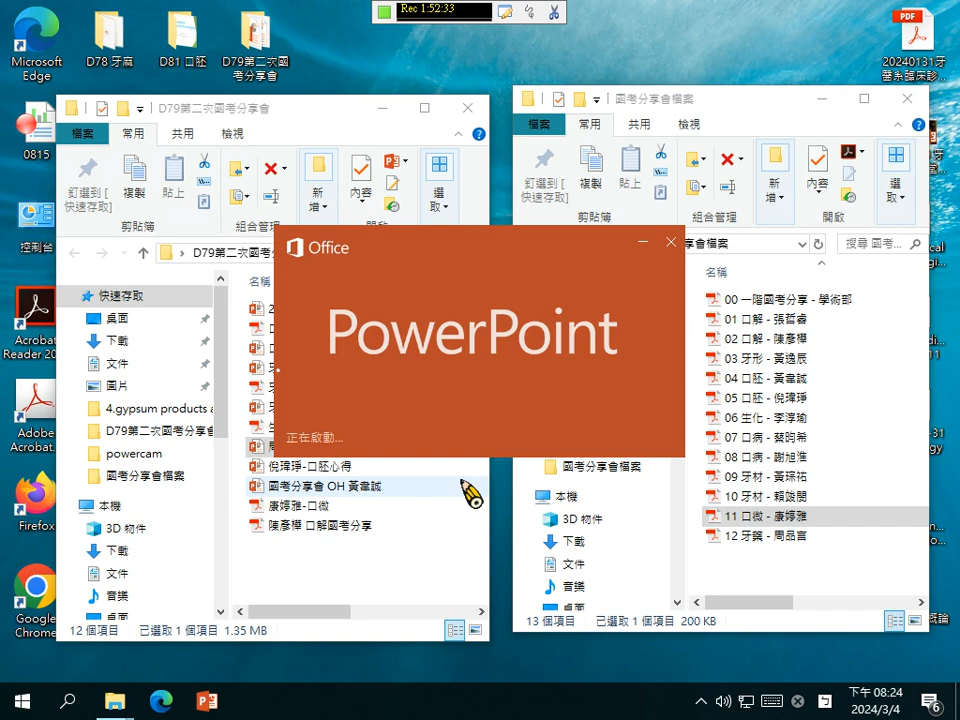 Rec 1:52:33
Microsoft Edge
D78 牙麻
D81 口胚
D79第二次國考分享會
PDF
20240131牙醫系臨床診...
0815
控制台
Acrobat Reader 20
Adobe Acrobat.
Firefox
Google Chrome
D79第二次國考分享會
檔案
常用
共用
檢視
釘選到 [快速存取]
複製
貼上
剪貼簿
組合管理
新增
內容
開啟
選取
D79第二次國考分
名稱
快速存取
桌面
下載
文件
圖片
4.gypsum products a
D79第二次國考分享會
powercam
國考分享會檔案
本機
3D 物件
下載
文件
音樂
桌面
倪瑋琤-口胚心得
國考分享會 OH 黃韋誠
康婷雅-口微
陳彥樺 口解國考分享
12 個項目
已選取 1 個項目 1.35 MB
Office
PowerPoint
正在啟動...
國考分享會檔案
檔案
常用
共用
檢視
釘選到 [快速存取]
複製
貼上
剪貼簿
組合管理
新增
內容
開啟
選取
享會檔案
搜尋 國考...
名稱
00 一階國考分享 - 學術部
01 口解 - 張哲睿
02 口解 - 陳彥樺
03 牙形 - 黃逸辰
04 口胚 - 黃韋誠
05 口胚 - 倪瑋琤
06 生化 - 李淳瑜
07 口病 - 蔡昀希
08 口病 - 謝旭淮
09 牙材 - 黃琮祐
10 牙材 - 賴竣閔
11 口微 - 康婷雅
12 牙藥 - 周品言
國考分享會檔案
本機
3D 物件
下載
文件
音樂
桌面
13 個項目
已選取 1 個項目 200 KB
下午 08:24
2024/3/4
6